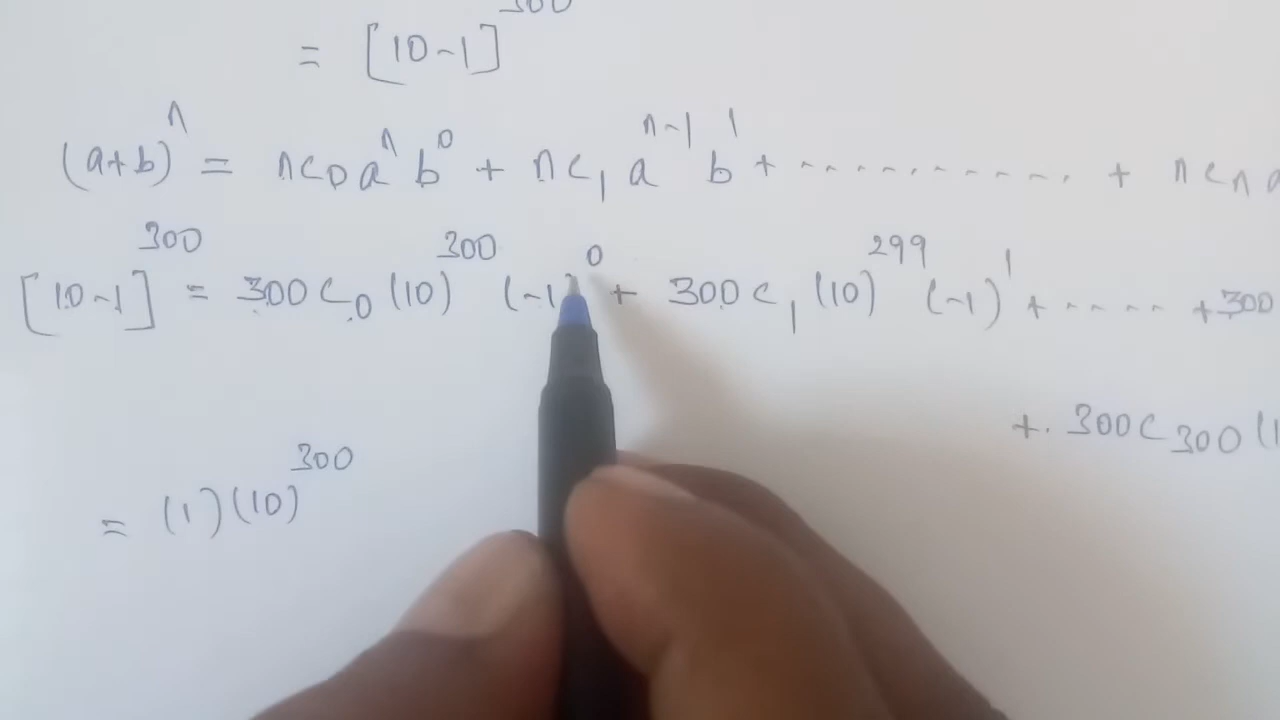 = [10-1]^300
(a+b)^n = nC0 a^n b^0 + nC1 a^n-1 b^1 + ........... + nCn a
[10-1]^300 = 300C0 (10)^300 (-1)^0 + 300C1 (10)^299 (-1)^1 + ..... + 300
+ 300C300 (1
= (1)(10)^300